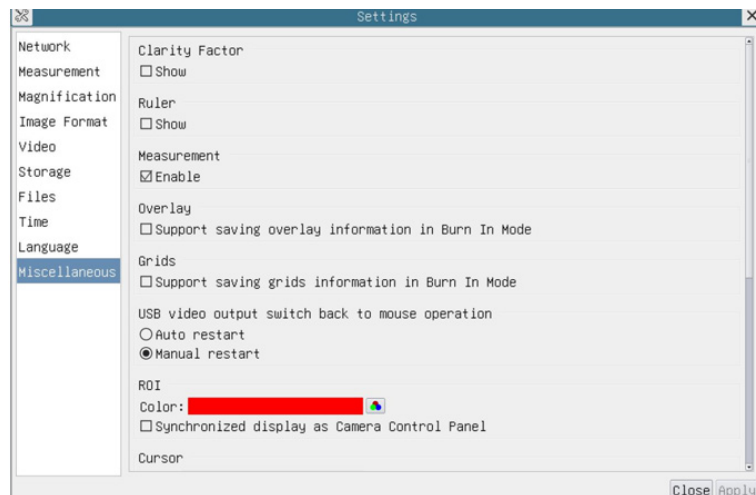 Settings
Network
Measurement
Magnification
Image Format
Video
Storage
Files
Time
Language
Miscellaneous
Clarity Factor
Show
Ruler
Show
Measurement
Enable
Overlay
Support saving overlay information in Burn In Mode
Grids
Support saving grids information in Burn In Mode
USB video output switch back to mouse operation
Auto restart
Manual restart
ROI
Color:
Synchronized display as Camera Control Panel
Cursor
Close Apply